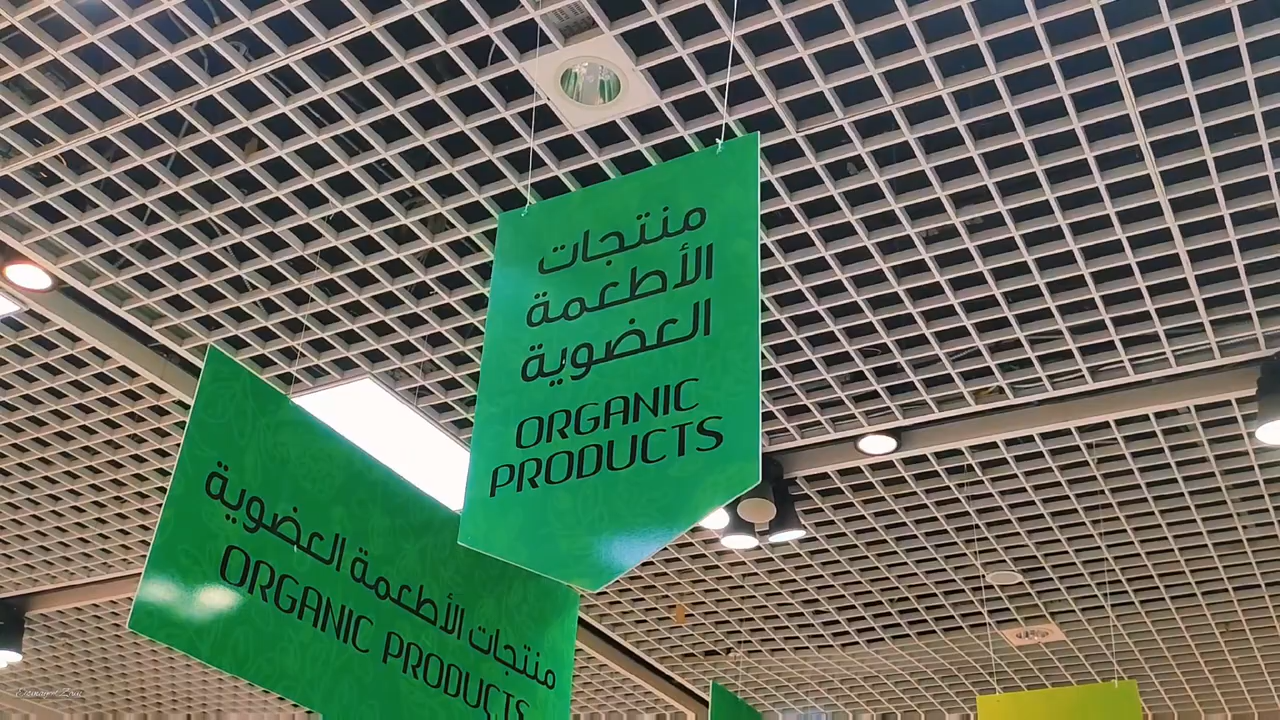 منتجات
الأطعمة
العضوية
ORGANIC
PRODUCTS
منتجات الأطعمة العضوية
ORGANIC PRODUCTS